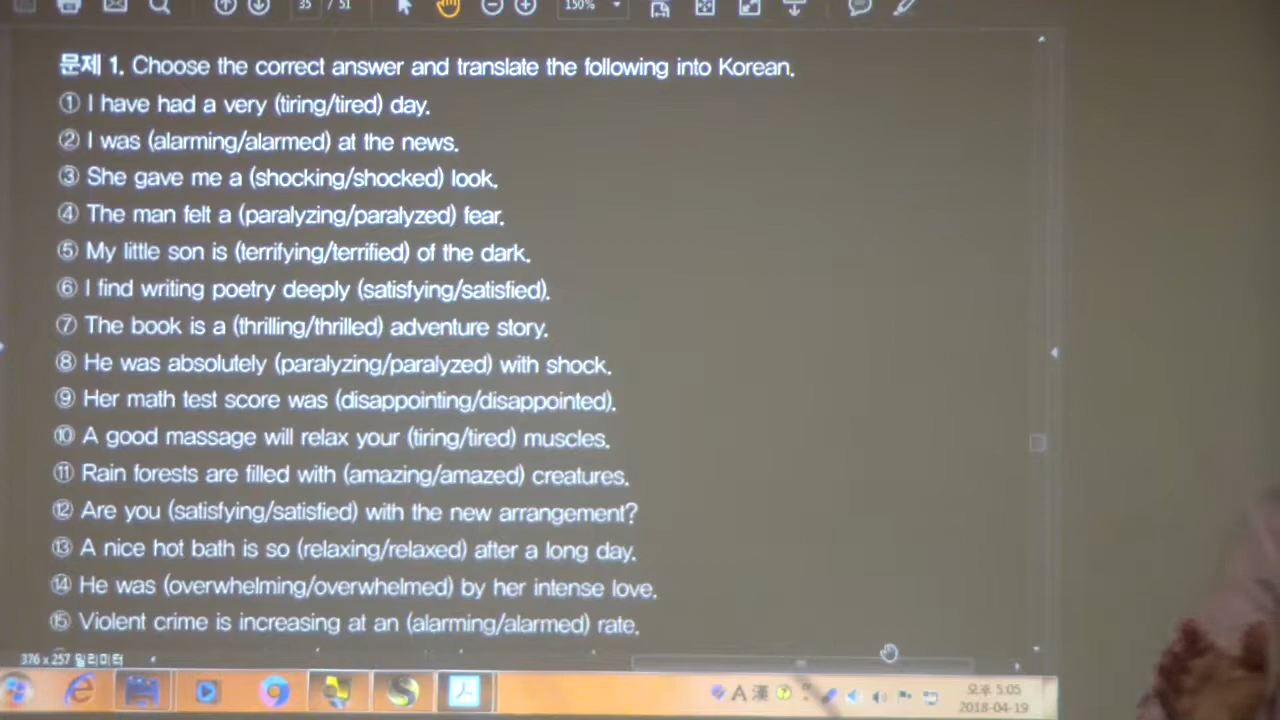 35 / 51 150%
문제 1. Choose the correct answer and translate the following into Korean.
① I have had a very (tiring/tired) day.
② I was (alarming/alarmed) at the news.
③ She gave me a (shocking/shocked) look.
④ The man felt a (paralyzing/paralyzed) fear.
⑤ My little son is (terrifying/terrified) of the dark.
⑥ I find writing poetry deeply (satisfying/satisfied).
⑦ The book is a (thrilling/thrilled) adventure story.
⑧ He was absolutely (paralyzing/paralyzed) with shock.
⑨ Her math test score was (disappointing/disappointed).
⑩ A good massage will relax your (tiring/tired) muscles.
⑪ Rain forests are filled with (amazing/amazed) creatures.
⑫ Are you (satisfying/satisfied) with the new arrangement?
⑬ A nice hot bath is so (relaxing/relaxed) after a long day.
⑭ He was (overwhelming/overwhelmed) by her intense love.
⑮ Violent crime is increasing at an (alarming/alarmed) rate.
376 x 257 밀리미터
A 漢 오후 5:05
2018-04-19